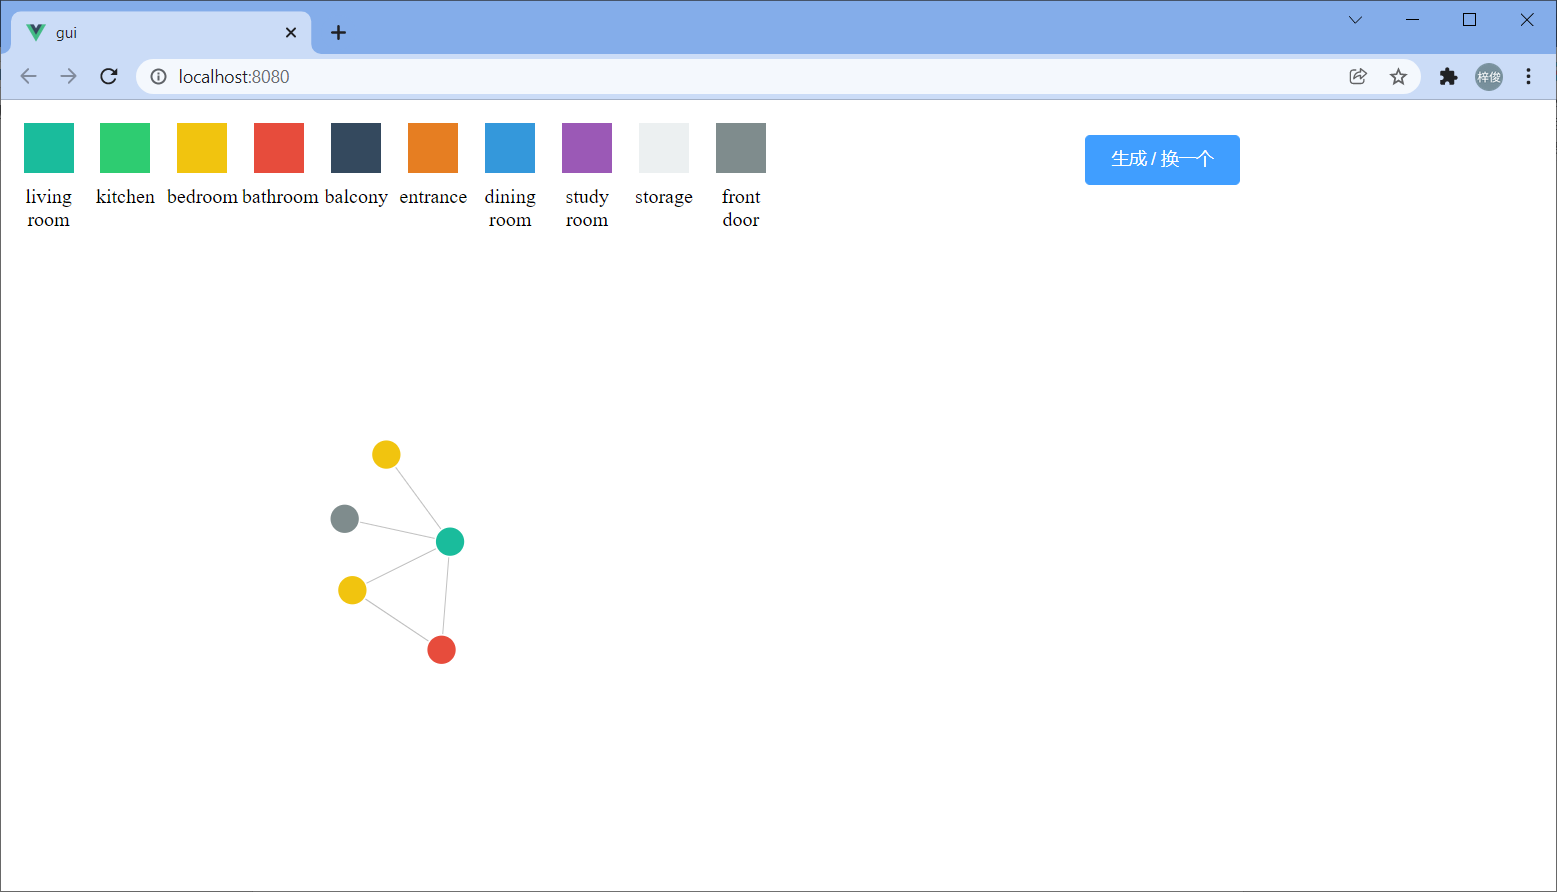 gui
localhost:8080
梓俊
living room
kitchen
bedroom
bathroom
balcony
entrance
dining room
study room
storage
front door
生成 / 换一个